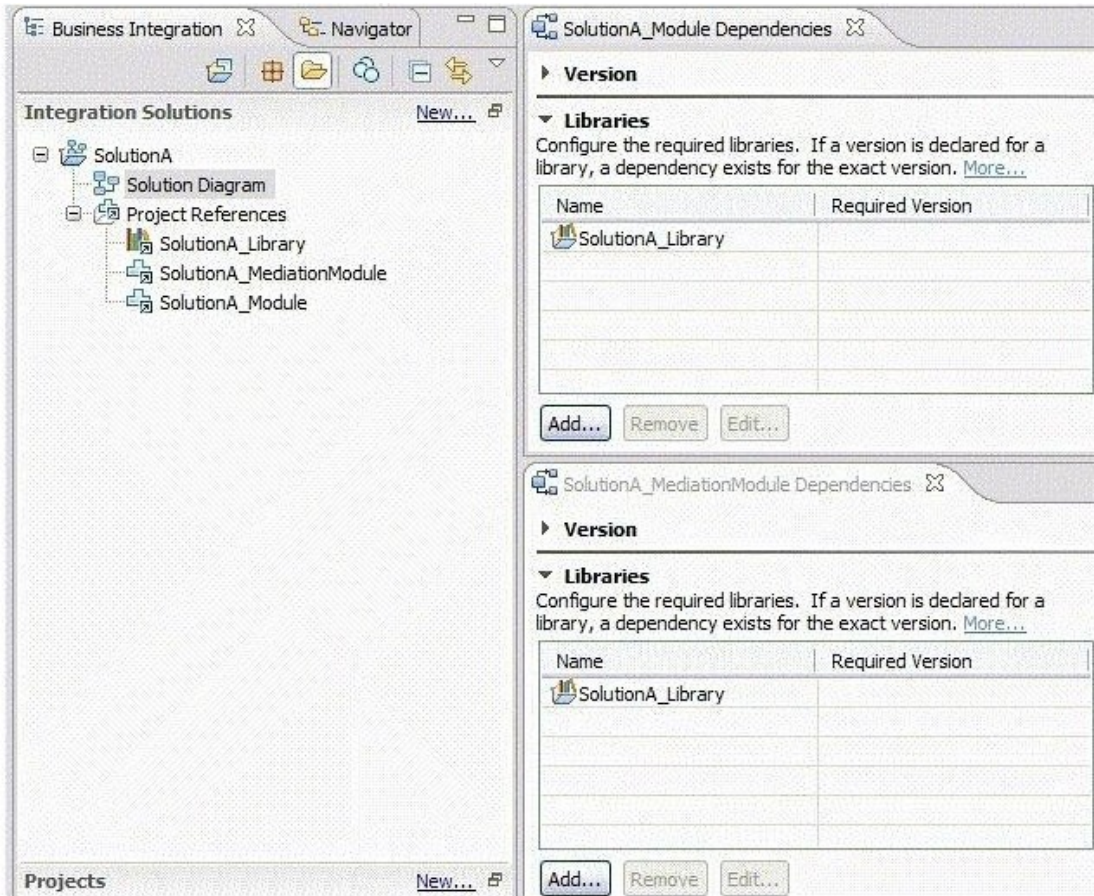 Business Integration
Navigator
Integration Solutions
New...
SolutionA
Solution Diagram
Project References
SolutionA_Library
SolutionA_MediationModule
SolutionA_Module
Projects
New...
SolutionA_Module Dependencies
Version
Libraries
Configure the required libraries. If a version is declared for a
library, a dependency exists for the exact version. More...
Name Required Version
SolutionA_Library
Add... Remove Edit...
SolutionA_MediationModule Dependencies
Version
Libraries
Configure the required libraries. If a version is declared for a
library, a dependency exists for the exact version. More...
Name Required Version
SolutionA_Library
Add... Remove Edit...